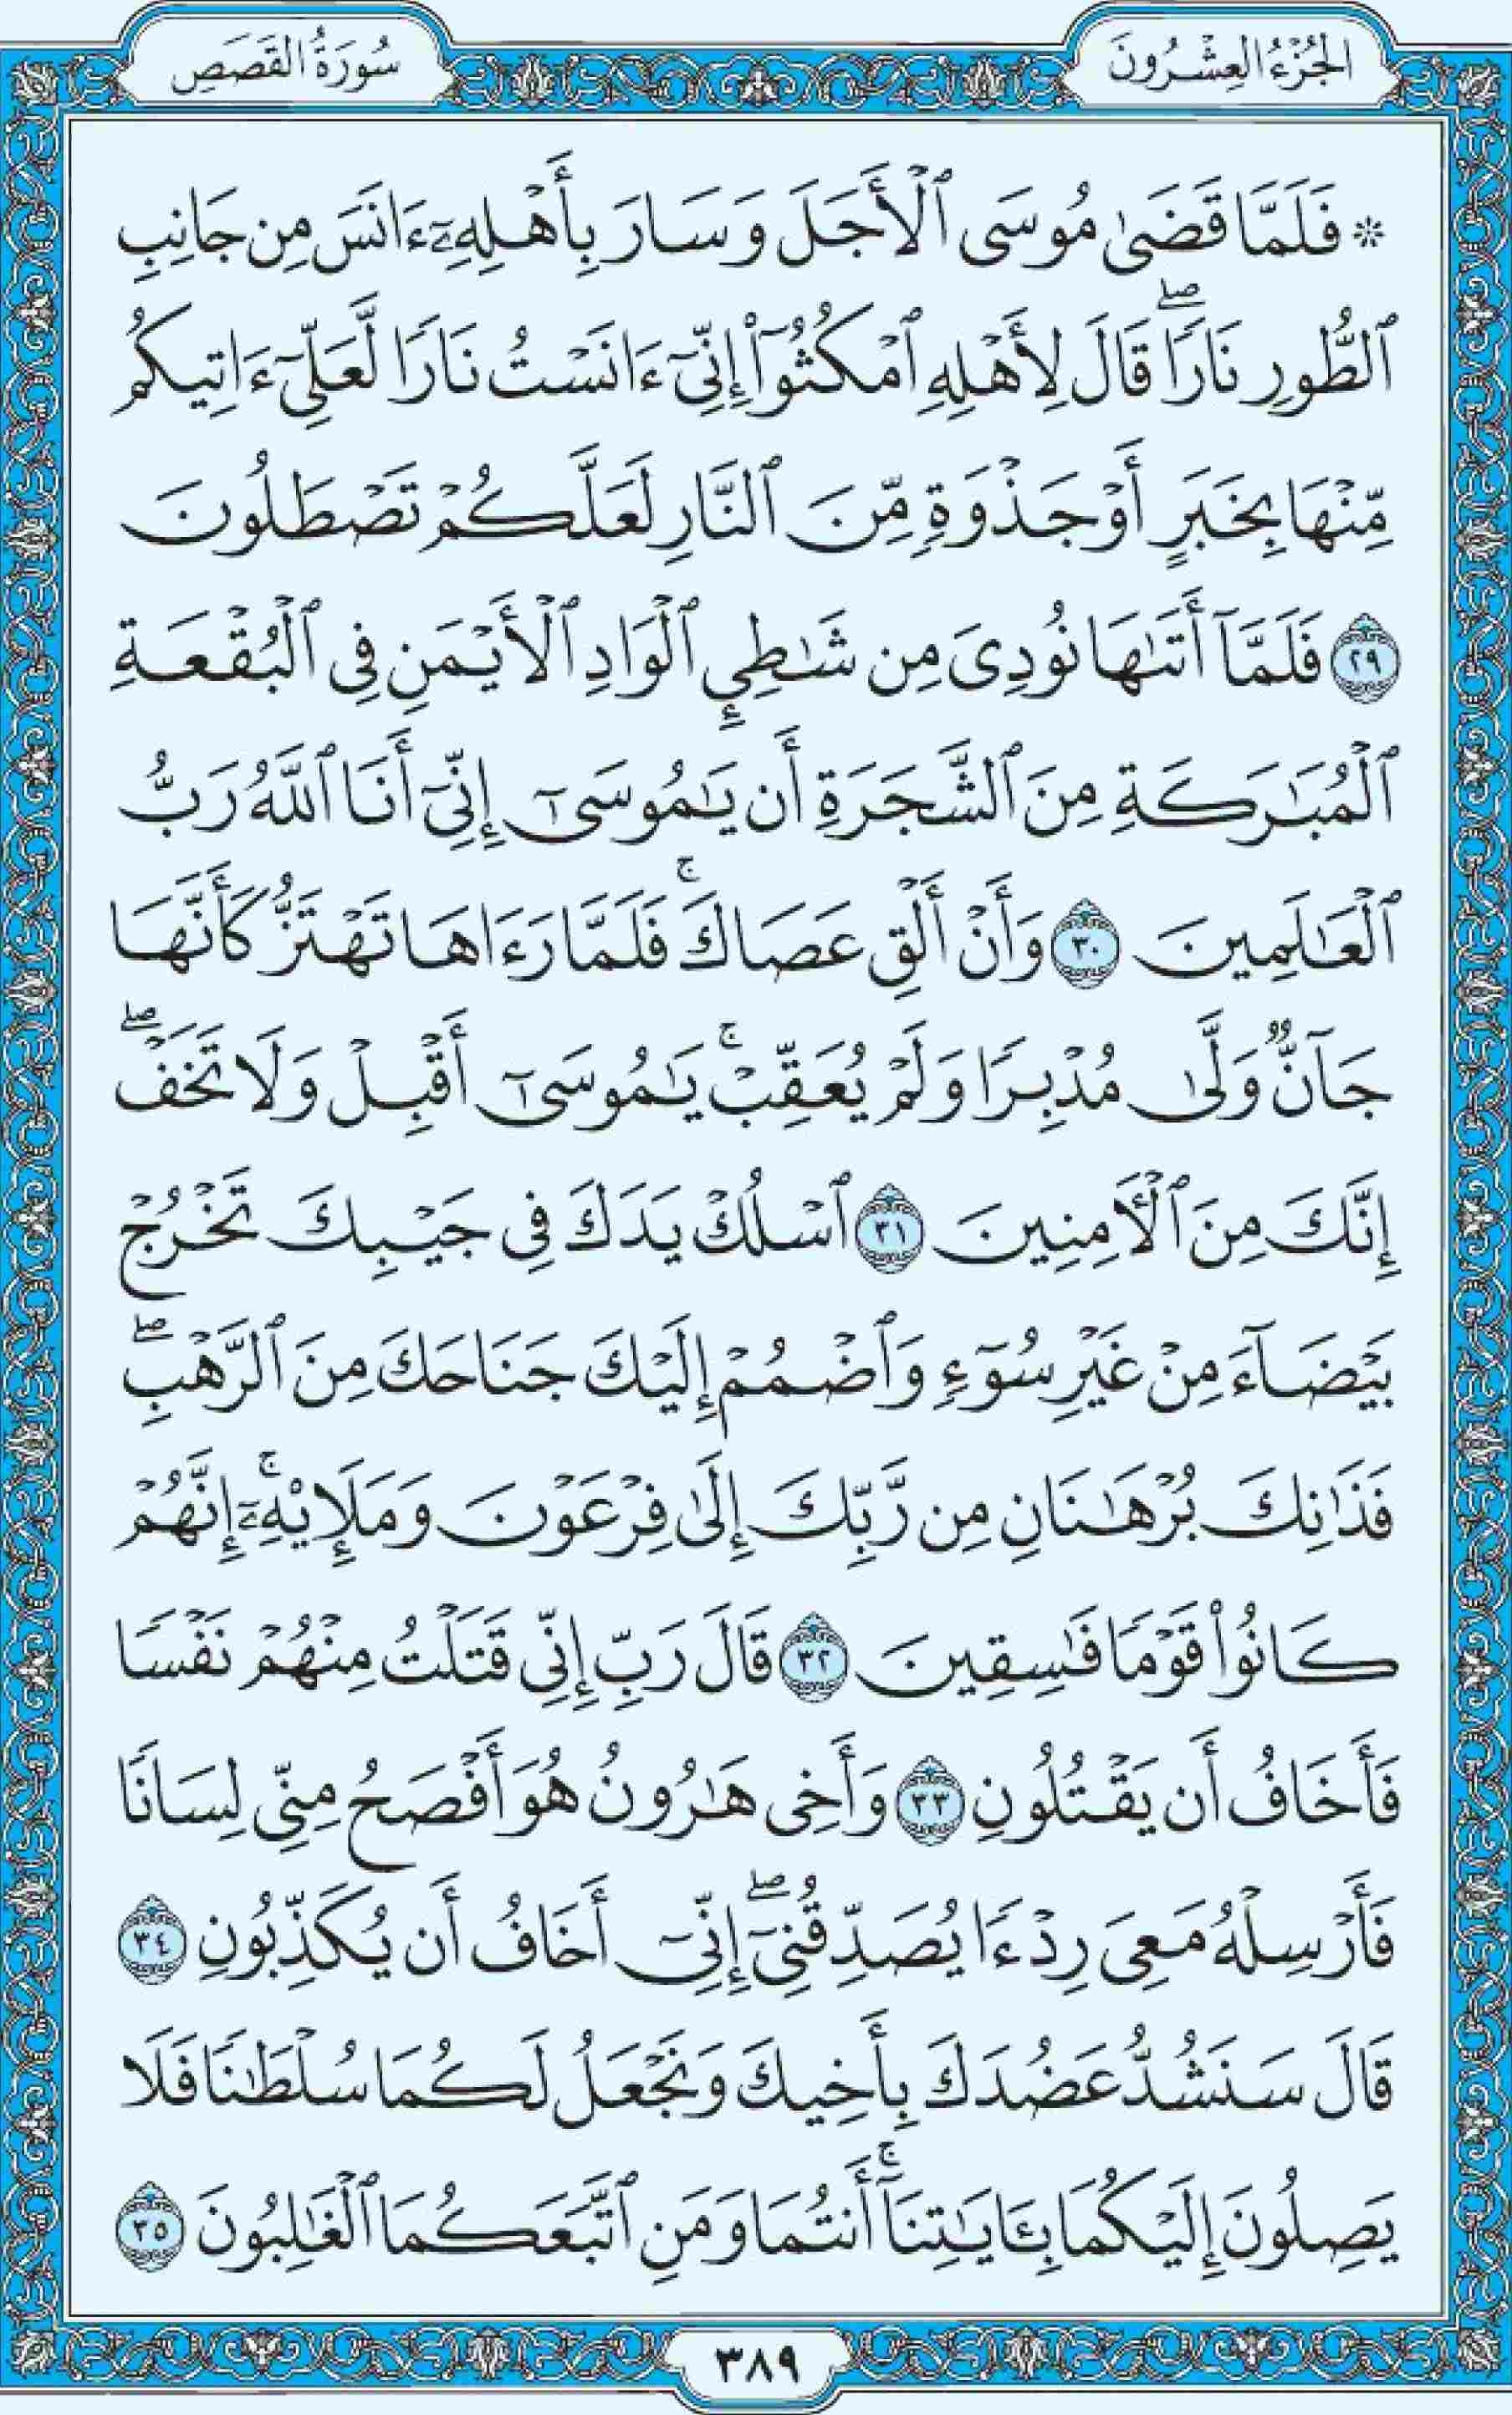 الجُزْءُ العِشْرُونَ
سُورَةُ القَصَصِ
۞ فَلَمَّا قَضَىٰ مُوسَى ٱلْأَجَلَ وَسَارَ بِأَهْلِهِۦٓ ءَانَسَ مِن جَانِبِ
ٱلطُّورِ نَارًاۖ قَالَ لِأَهْلِهِ ٱمْكُثُوٓا۟ إِنِّىٓ ءَانَسْتُ نَارًا لَّعَلِّىٓ ءَاتِيكُم
مِّنْهَا بِخَبَرٍ أَوْ جَذْوَةٍ مِّنَ ٱلنَّارِ لَعَلَّكُمْ تَصْطَلُونَ
٢٩ فَلَمَّآ أَتَىٰهَا نُودِىَ مِن شَٰطِئِ ٱلْوَادِ ٱلْأَيْمَنِ فِى ٱلْبُقْعَةِ
ٱلْمُبَٰرَكَةِ مِنَ ٱلشَّجَرَةِ أَن يَٰمُوسَىٰٓ إِنِّىٓ أَنَا ٱللَّهُ رَبُّ
ٱلْعَٰلَمِينَ ٣٠ وَأَنْ أَلْقِ عَصَاكَۚ فَلَمَّا رَءَاهَا تَهْتَزُّ كَأَنَّهَا
جَآنٌّ وَلَّىٰ مُدْبِرًا وَلَمْ يُعَقِّبْۚ يَٰمُوسَىٰٓ أَقْبِلْ وَلَا تَخَفْۖ
إِنَّكَ مِنَ ٱلْءَامِنِينَ ٣١ ٱسْلُكْ يَدَكَ فِى جَيْبِكَ تَخْرُجْ
بَيْضَآءَ مِنْ غَيْرِ سُوٓءٍ وَٱضْمُمْ إِلَيْكَ جَنَاحَكَ مِنَ ٱلرَّهْبِۖ
فَذَٰنِكَ بُرْهَٰنَانِ مِن رَّبِّكَ إِلَىٰ فِرْعَوْنَ وَمَلَإِي۟هِۦٓۚ إِنَّهُمْ
كَانُوا۟ قَوْمًا فَٰسِقِينَ ٣٢ قَالَ رَبِّ إِنِّى قَتَلْتُ مِنْهُمْ نَفْسًا
فَأَخَافُ أَن يَقْتُلُونِ ٣٣ وَأَخِى هَٰرُونُ هُوَ أَفْصَحُ مِنِّى لِسَانًا
فَأَرْسِلْهُ مَعِىَ رِدْءًا يُصَدِّقُنِىٓۖ إِنِّىٓ أَخَافُ أَن يُكَذِّبُونِ ٣٤
قَالَ سَنَشُدُّ عَضُدَكَ بِأَخِيكَ وَنَجْعَلُ لَكُمَا سُلْطَٰنًا فَلَا
يَصِلُونَ إِلَيْكُمَا بِـَٔايَٰتِنَآۚ أَنتُمَا وَمَنِ ٱتَّبَعَكُمَا ٱلْغَٰلِبُونَ ٣٥
٣٨٩